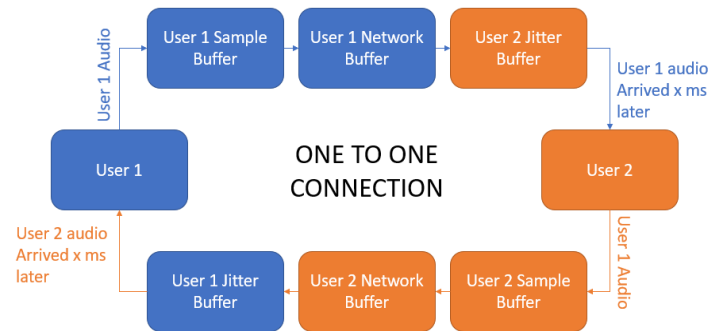 User 1 Sample
Buffer
User 1 Network
Buffer
User 2 Jitter
Buffer
User 1 Audio
User 1 audio
Arrived x ms
later
User 1
ONE TO ONE
CONNECTION
User 2
User 2 audio
Arrived x ms
later
User 1 Audio
User 1 Jitter
Buffer
User 2 Network
Buffer
User 2 Sample
Buffer